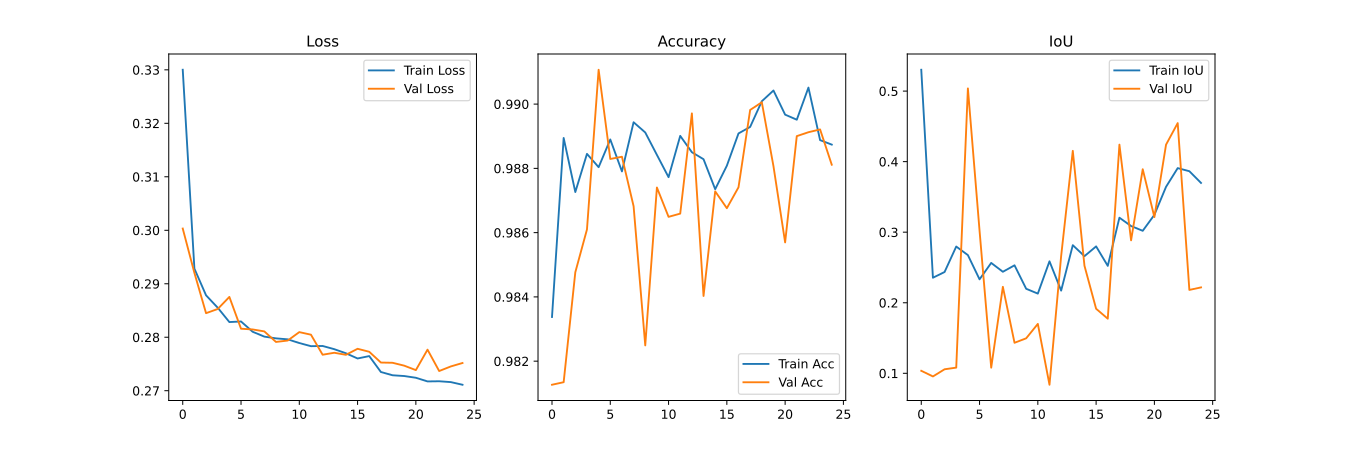 Loss
0.33
0.32
0.31
0.30
0.29
0.28
0.27
0 5 10 15 20 25
Train Loss
Val Loss
Accuracy
0.990
0.988
0.986
0.984
0.982
0 5 10 15 20 25
Train Acc
Val Acc
IoU
0.5
0.4
0.3
0.2
0.1
0 5 10 15 20 25
Train IoU
Val IoU